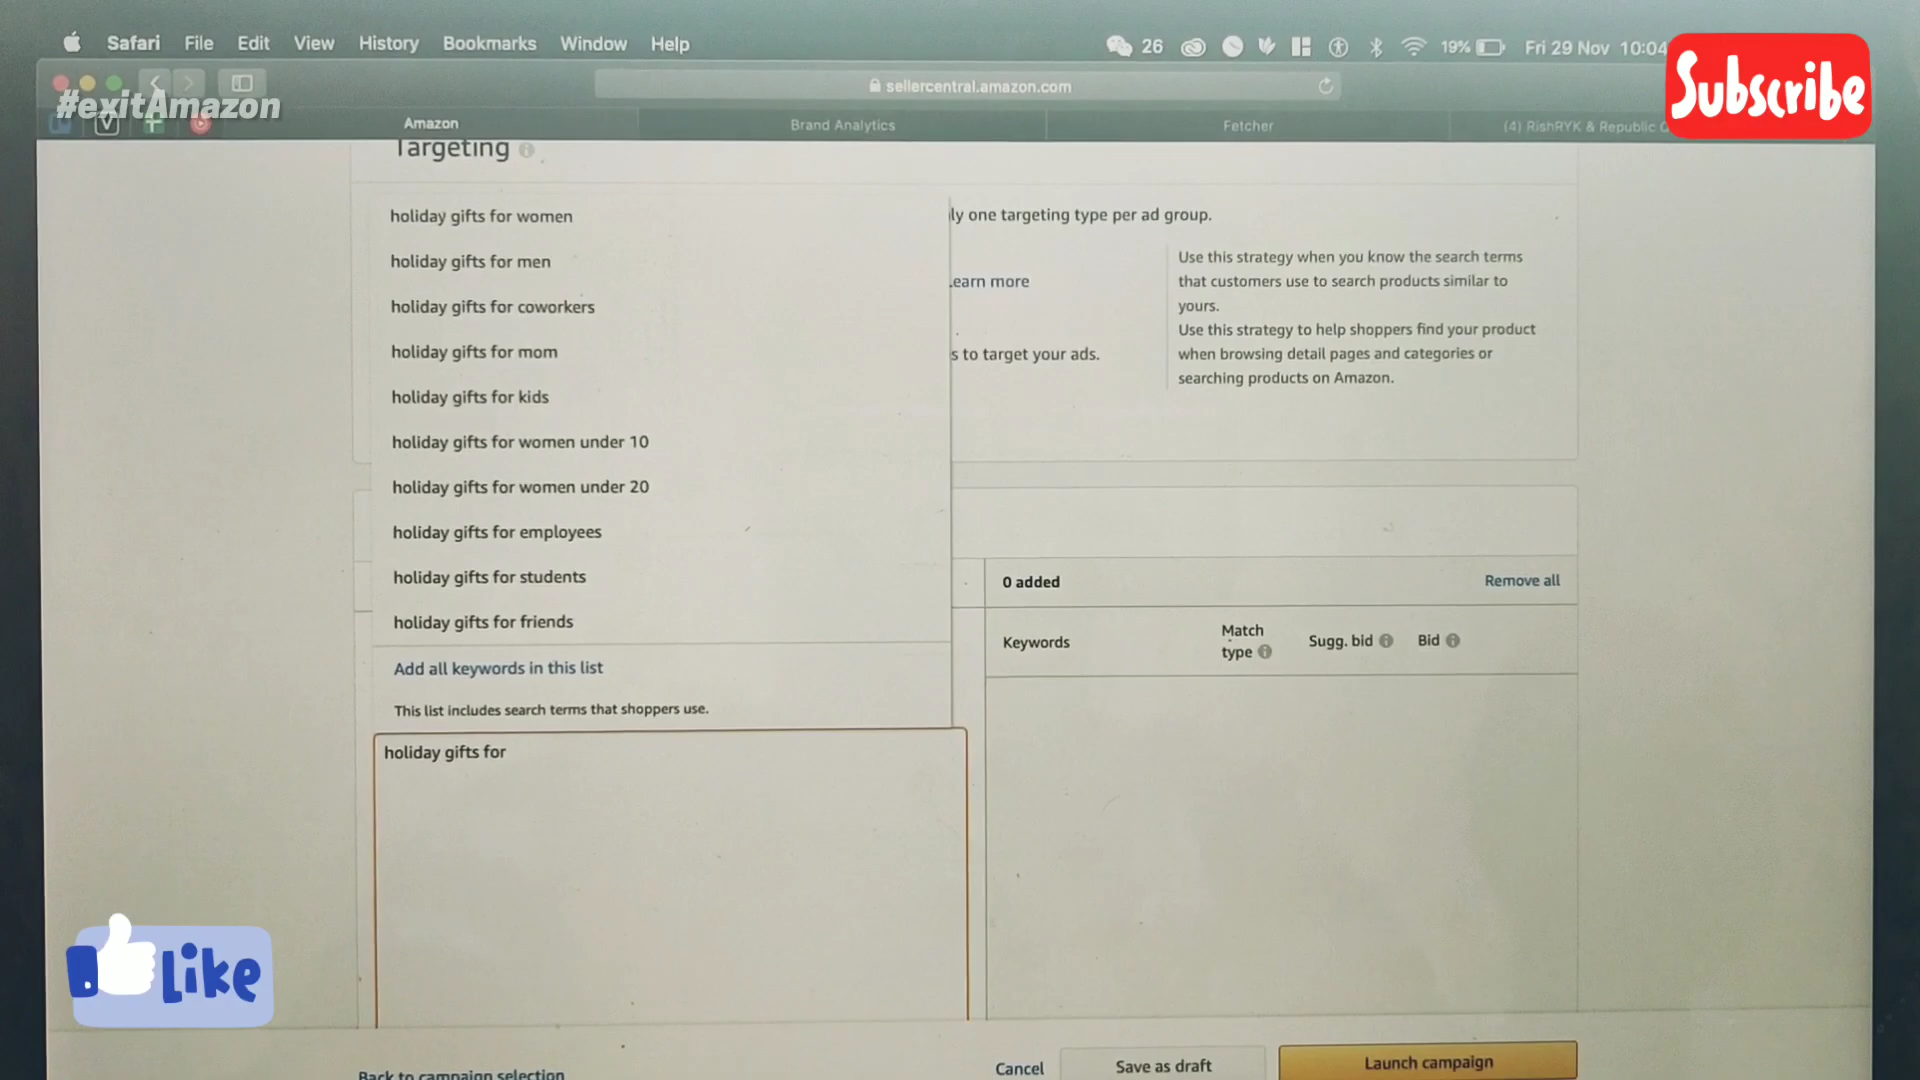 Safari File Edit View History Bookmarks Window Help
26
19%
Fri 29 Nov 10:04
Subscribe
sellercentral.amazon.com
#exitAmazon
V
Amazon
Brand Analytics
Fetcher
(4) RishRYK & Republic
Targeting
holiday gifts for women
holiday gifts for men
holiday gifts for coworkers
holiday gifts for mom
holiday gifts for kids
holiday gifts for women under 10
holiday gifts for women under 20
holiday gifts for employees
holiday gifts for students
holiday gifts for friends
Add all keywords in this list
This list includes search terms that shoppers use.
holiday gifts for
ly one targeting type per ad group.
earn more
s to target your ads.
Use this strategy when you know the search terms
that customers use to search products similar to
yours.
Use this strategy to help shoppers find your product
when browsing detail pages and categories or
searching products on Amazon.
0 added
Remove all
Keywords
Match
type
Sugg. bid
Bid
Like
Back to campaign selection
Cancel
Save as draft
Launch campaign